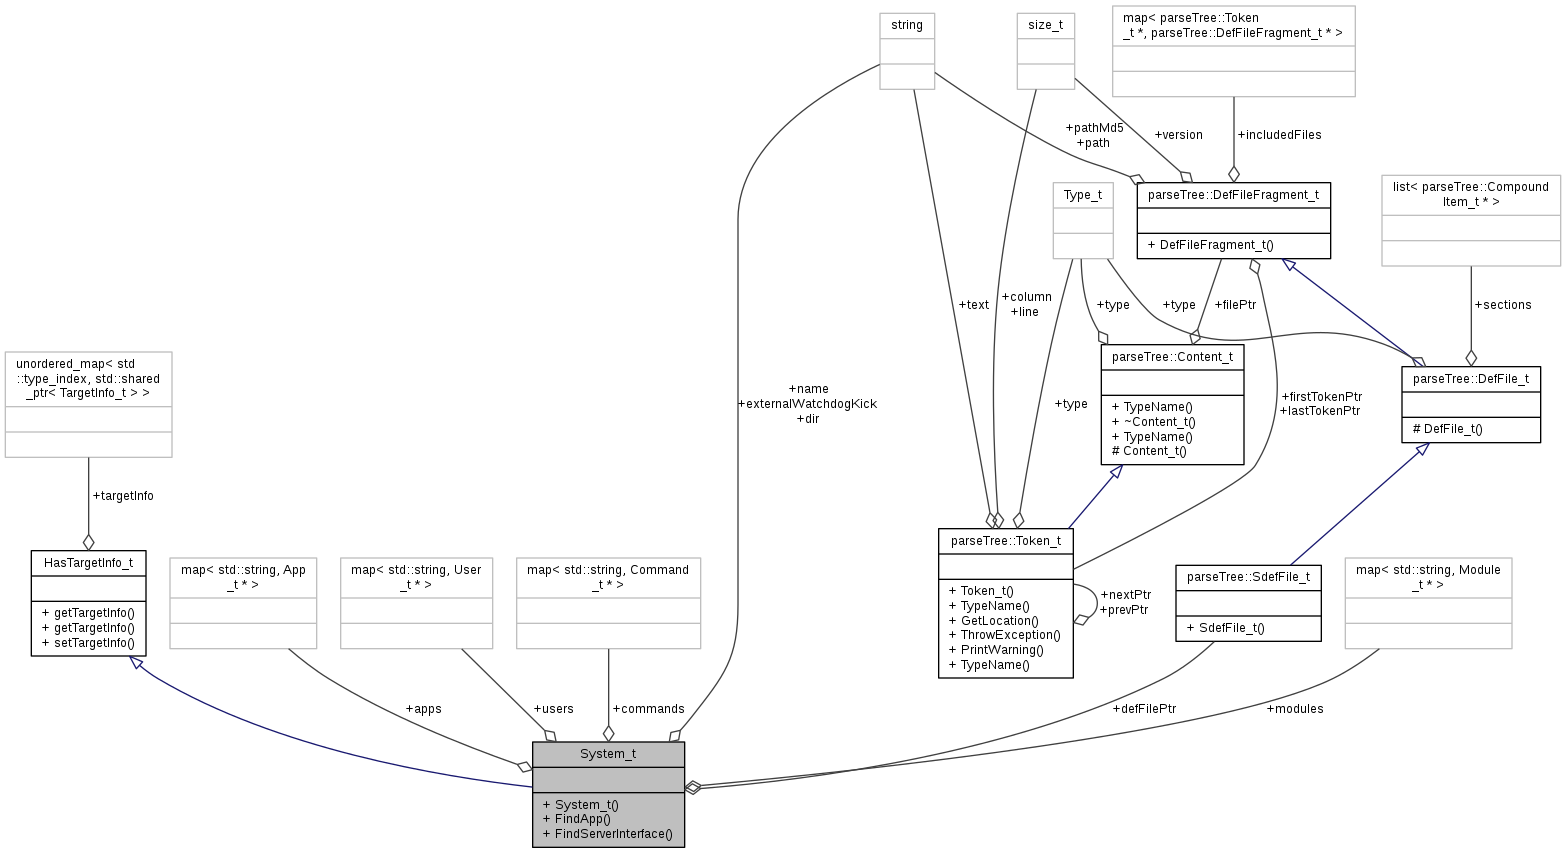 string
size_t
map< parseTree::Token
_t *, parseTree::DefFileFragment_t * >
+pathMd5
+path
+version
+includedFiles
Type_t
parseTree::DefFileFragment_t
+ DefFileFragment_t()
list< parseTree::Compound
Item_t * >
+text
+column
+line
+type
+type
+filePtr
+sections
unordered_map< std
::type_index, std::shared
_ptr< TargetInfo_t > >
parseTree::Content_t
+ TypeName()
+ ~Content_t()
+ TypeName()
# Content_t()
parseTree::DefFile_t
# DefFile_t()
+name
+externalWatchdogKick
+dir
+type
+firstTokenPtr
+lastTokenPtr
+targetInfo
HasTargetInfo_t
+ getTargetInfo()
+ getTargetInfo()
+ setTargetInfo()
map< std::string, App
_t * >
map< std::string, User
_t * >
map< std::string, Command
_t * >
parseTree::Token_t
+ Token_t()
+ TypeName()
+ GetLocation()
+ ThrowException()
+ PrintWarning()
+ TypeName()
+nextPtr
+prevPtr
parseTree::SdefFile_t
+ SdefFile_t()
map< std::string, Module
_t * >
+apps
+users
+commands
+defFilePtr
+modules
System_t
+ System_t()
+ FindApp()
+ FindServerInterface()